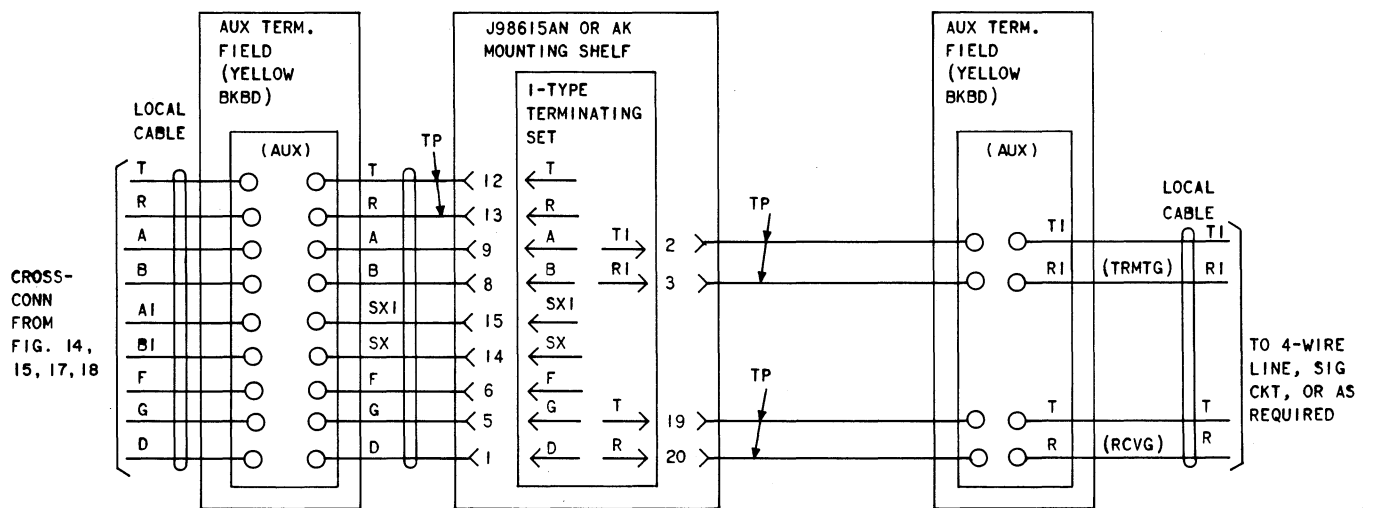 AUX TERM.
FIELD
(YELLOW
BKBD)
LOCAL
CABLE
(AUX)
J98615AN OR AK
MOUNTING SHELF
I-TYPE
TERMINATING
SET
AUX TERM.
FIELD
(YELLOW
BKBD)
(AUX)
LOCAL
CABLE
TP
T T 12 T
R R 13 R
A A 9 A
B B 8 B
A1 SX1 15 SX1
B1 SX 14 SX
F F 6 F
G G 5 G
D D 1 D
CROSS-
CONN
FROM
FIG. 14,
15, 17, 18
TP
T1 2 T1 T1
R1 3 R1 (TRMTG) R1
TP
T 19 T T
R 20 R (RCVG) R
TO 4-WIRE
LINE, SIG
CKT, OR AS
REQUIRED